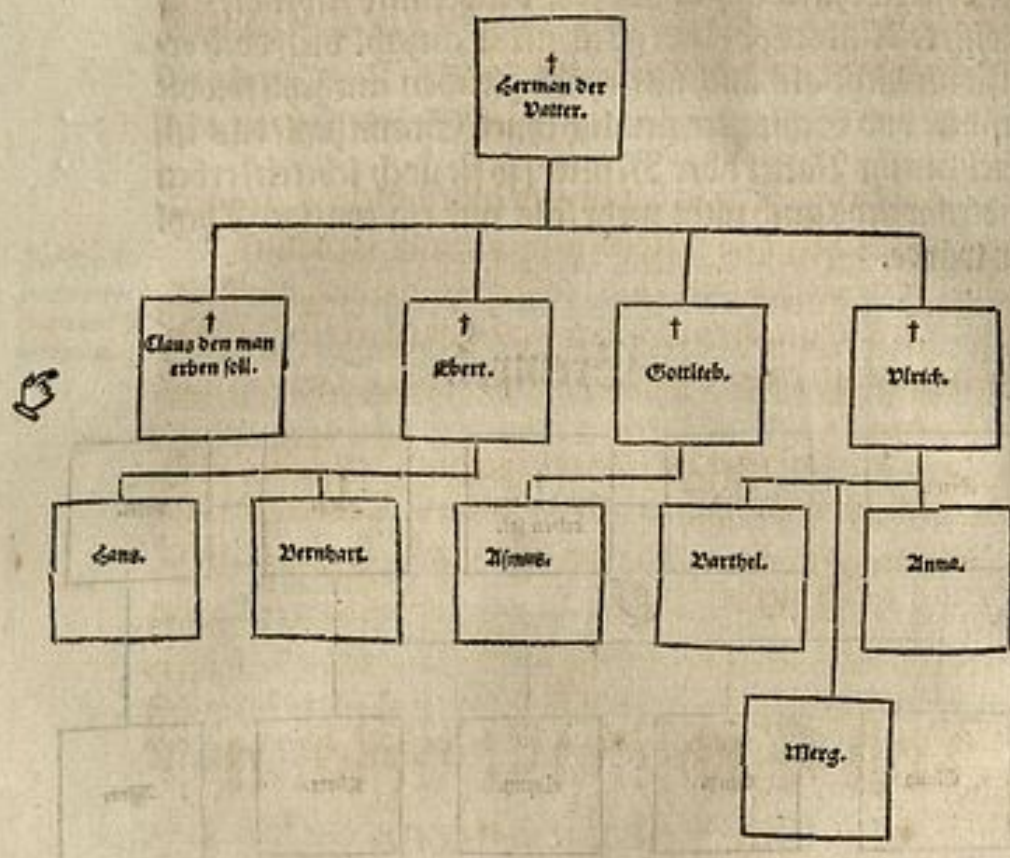 †
Herman der
Vatter.
†
Claus den man
erben soll.
†
Ebert.
†
Gottlieb.
†
Vlrich.
Hans.
Bernhart.
Asmus.
Barthel.
Anna.
Merg.